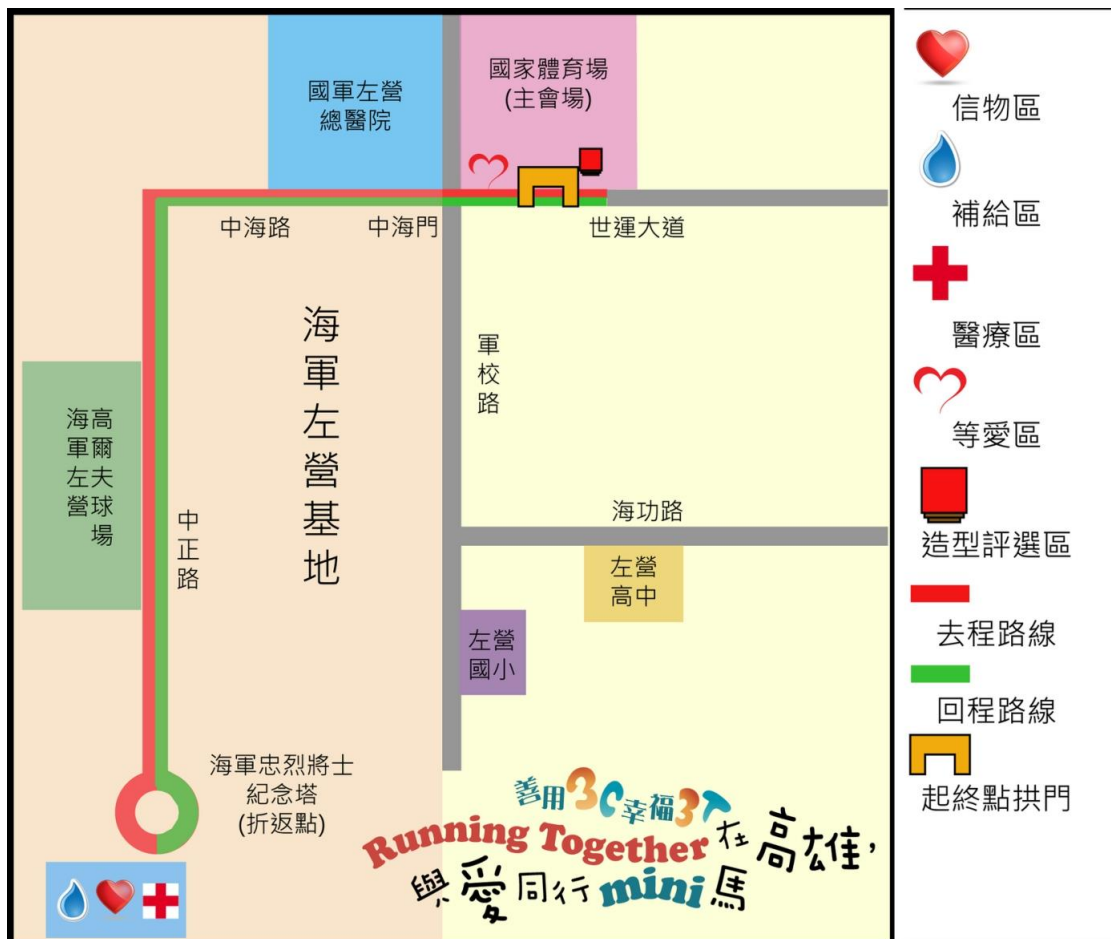 國軍左營
總醫院
國家體育場
(主會場)
中海路
中海門
世運大道
海軍左營基地
軍校路
海軍左營
高爾夫球場
中正路
海功路
左營
高中
左營
國小
海軍忠烈將士
紀念塔
(折返點)
善用3C幸福3T
Running Together在高雄,
與愛同行mini馬
信物區
補給區
醫療區
等愛區
造型評選區
去程路線
回程路線
起終點拱門